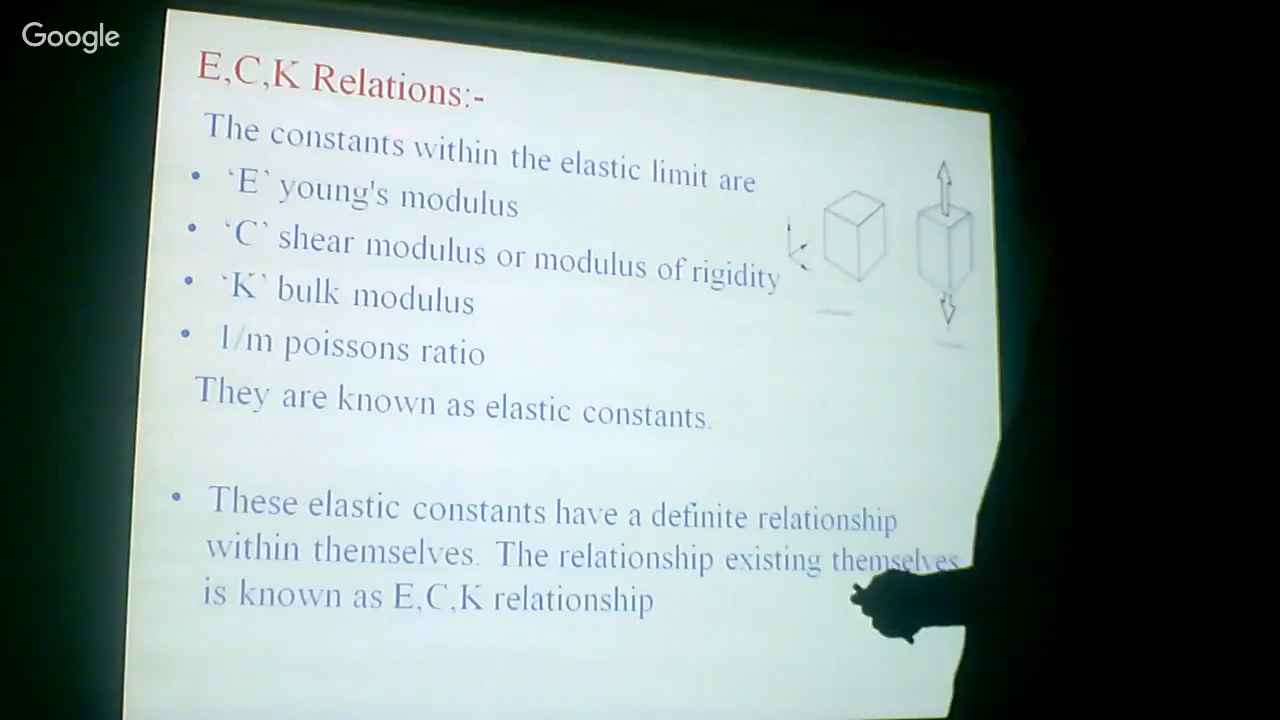 Google
E,C,K Relations:-
The constants within the elastic limit are
• ‘E’ young's modulus
• ‘C’ shear modulus or modulus of rigidity
• ‘K’ bulk modulus
• 1/m poissons ratio
They are known as elastic constants.
• These elastic constants have a definite relationship
within themselves. The relationship existing themselves
is known as E,C,K relationship